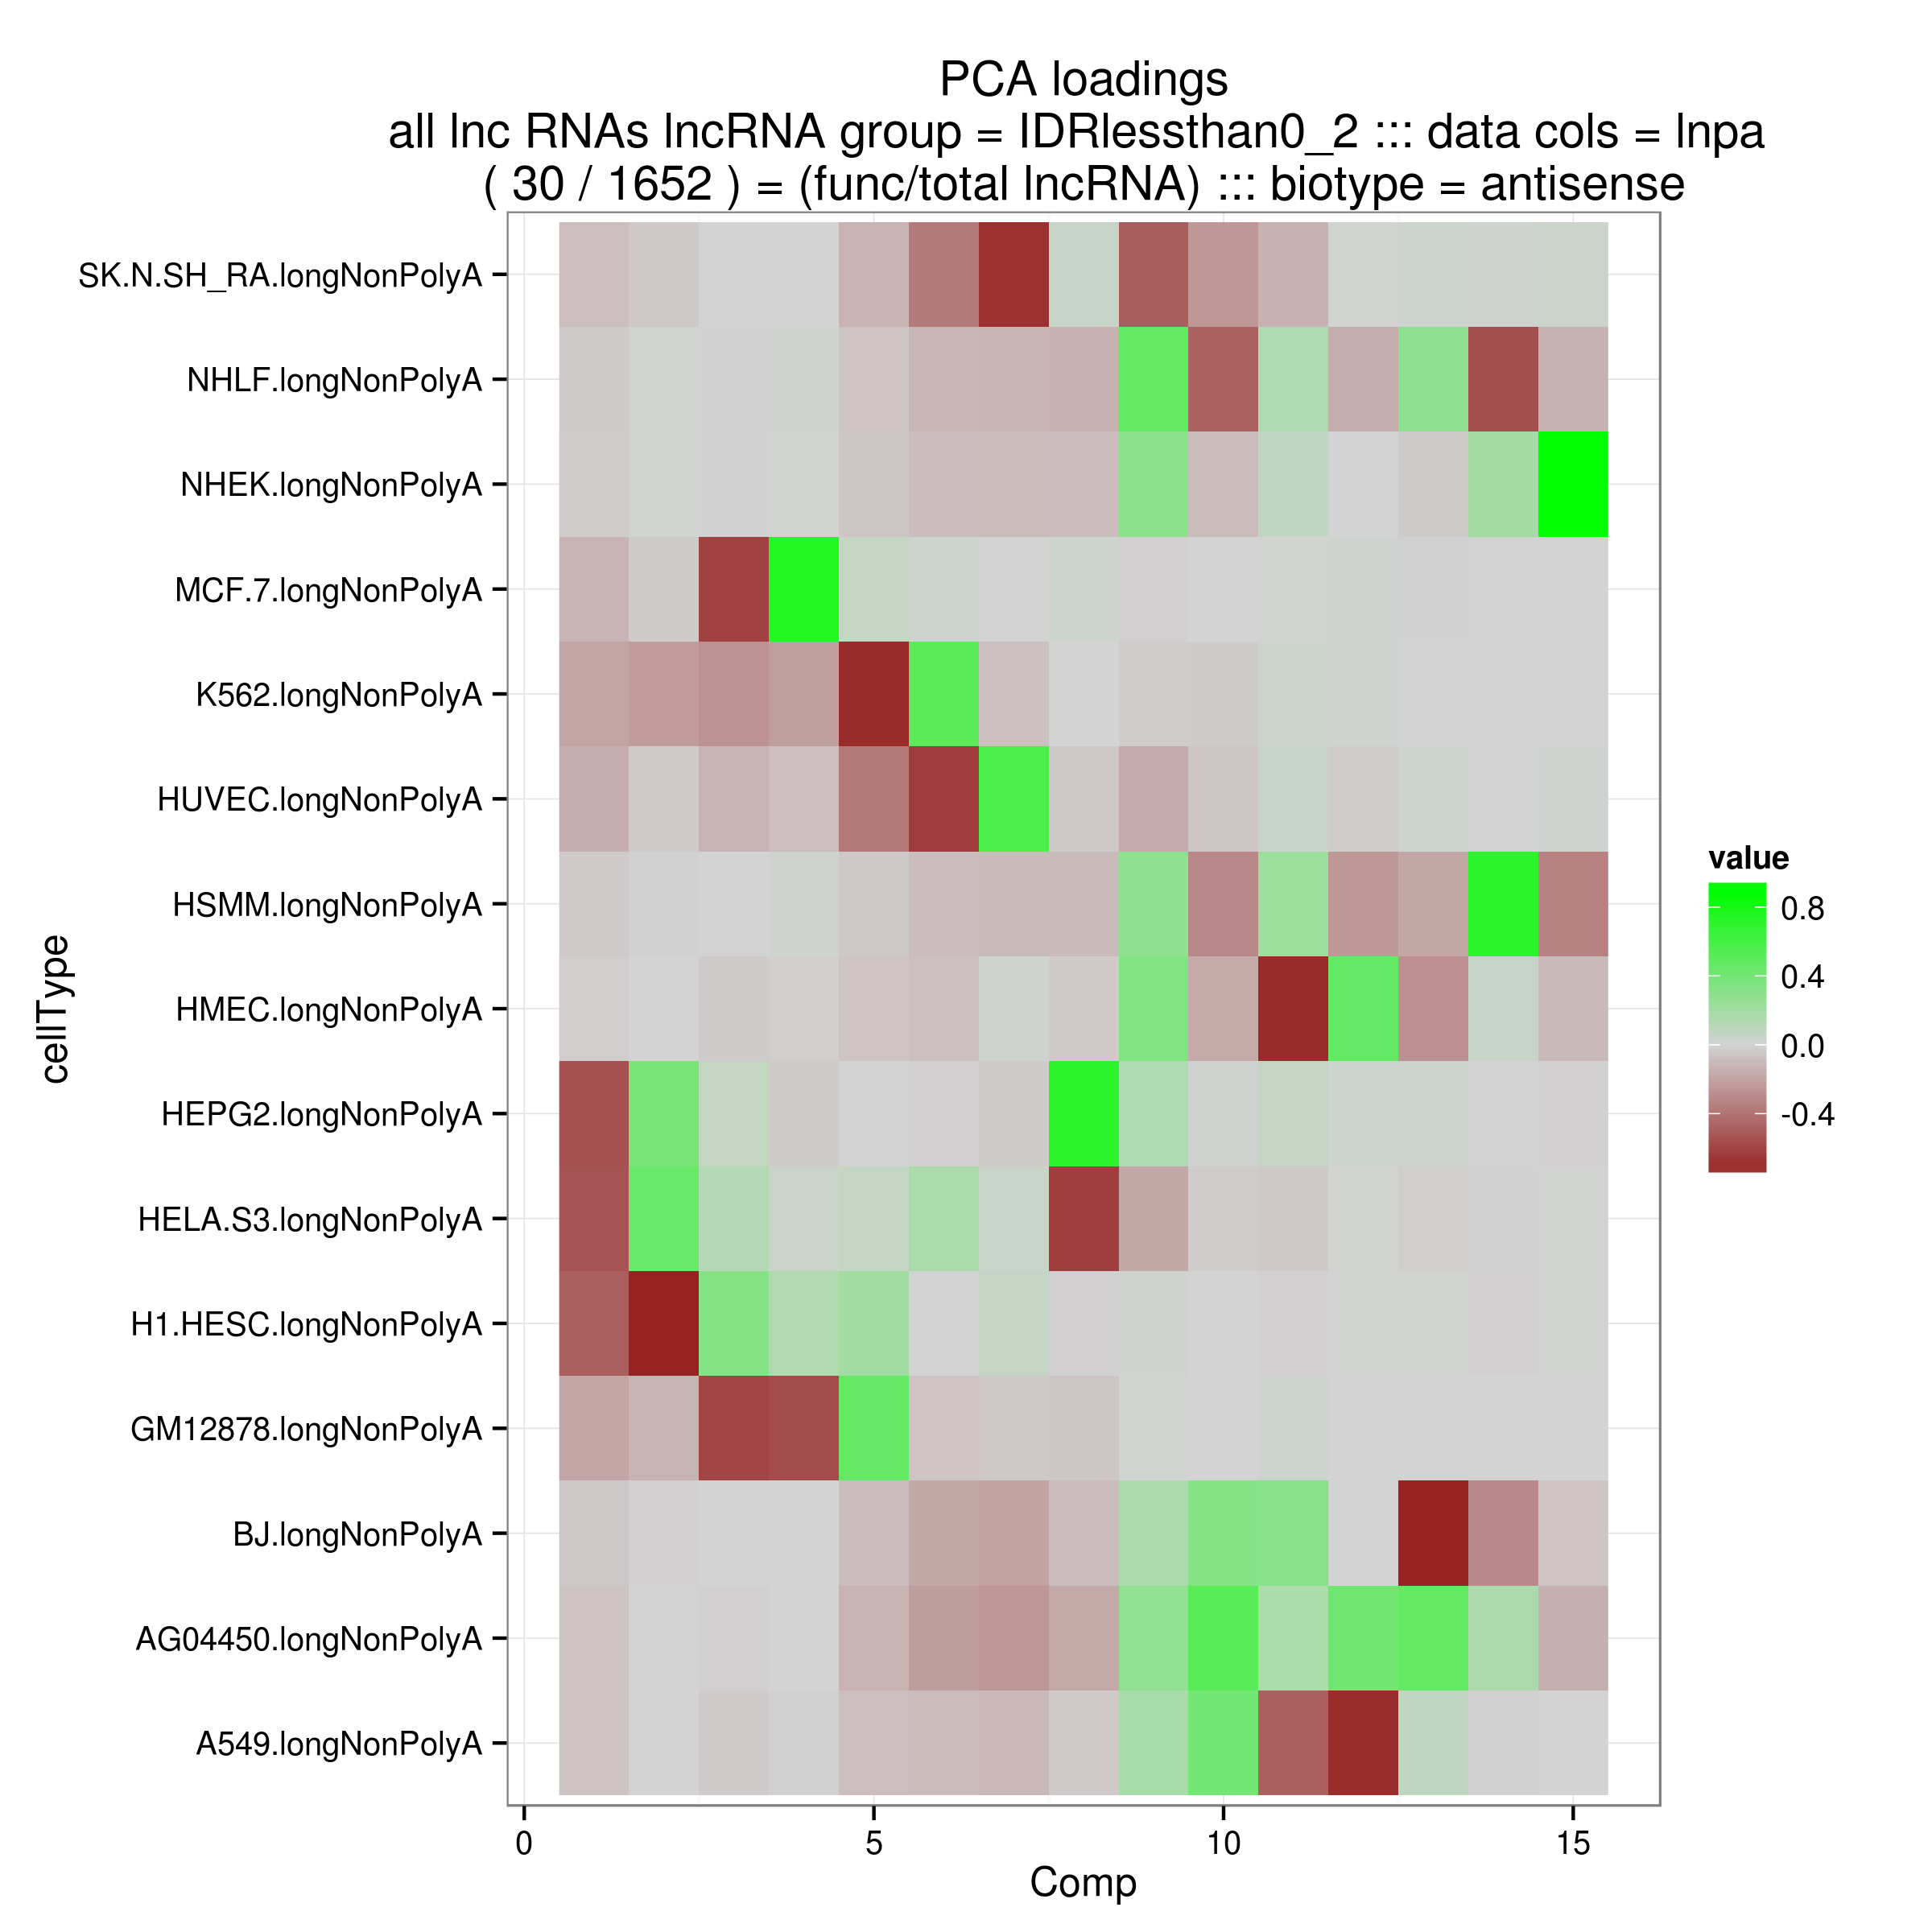 PCA loadings
all lnc RNAs lncRNA group = IDRlessthan0_2 ::: data cols = lnpa
( 30 / 1652 ) = (func/total lncRNA) ::: biotype = antisense
SK.N.SH_RA.longNonPolyA
NHLF.longNonPolyA
NHEK.longNonPolyA
MCF.7.longNonPolyA
K562.longNonPolyA
HUVEC.longNonPolyA
HSMM.longNonPolyA
HMEC.longNonPolyA
HEPG2.longNonPolyA
HELA.S3.longNonPolyA
H1.HESC.longNonPolyA
GM12878.longNonPolyA
BJ.longNonPolyA
AG04450.longNonPolyA
A549.longNonPolyA
cellType
0 5 10 15
Comp
value
0.8
0.4
0.0
-0.4